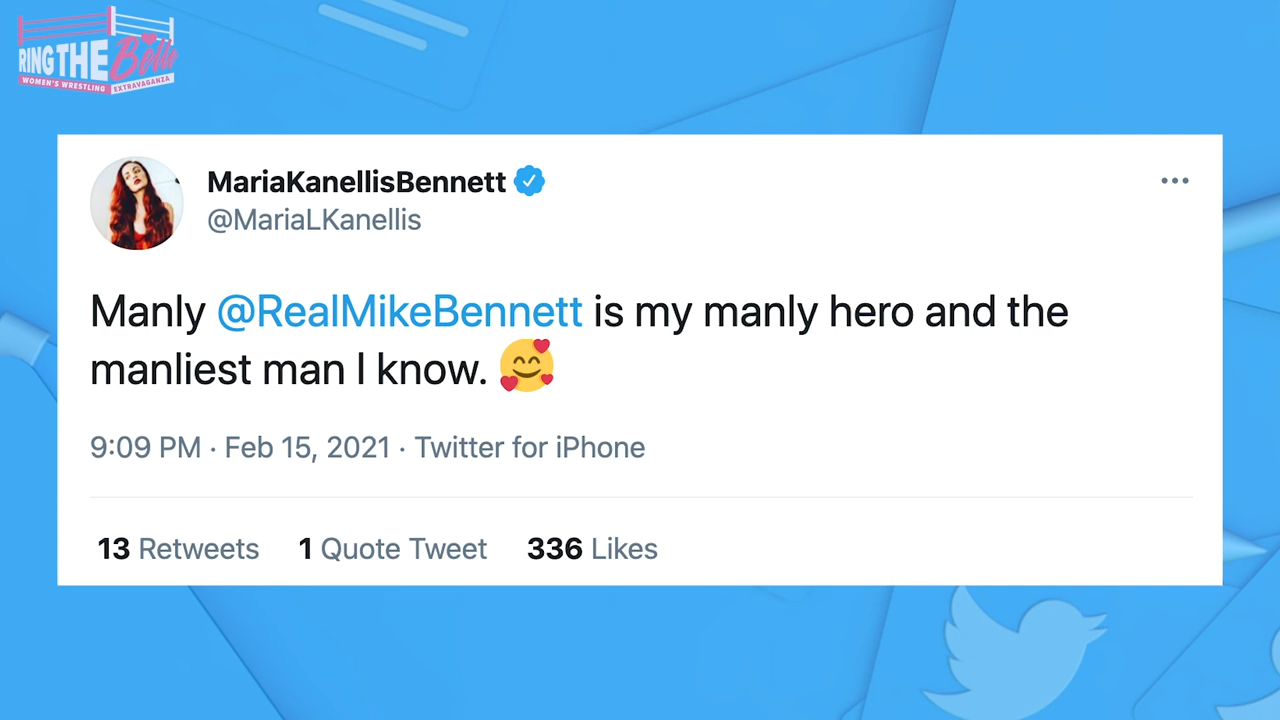 RING THE Belle
WOMEN'S WRESTLING EXTRAVAGANZA
MariaKanellisBennett
@MariaLKanellis
Manly @RealMikeBennett is my manly hero and the
manliest man I know. 🥰
9:09 PM · Feb 15, 2021 · Twitter for iPhone
13 Retweets 1 Quote Tweet 336 Likes